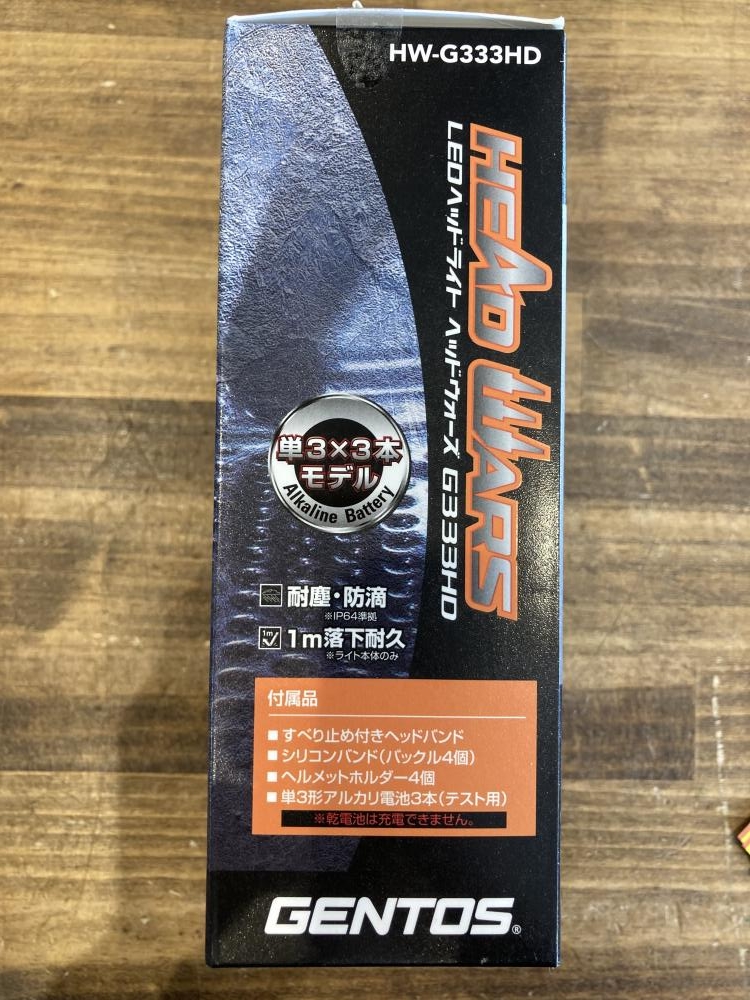 HW-G333HD
HEAD WARS
LEDヘッドライト ヘッドウォーズ G333HD
単3×3本
モデル
Alkaline Battery
耐塵・防滴
※IP64準拠
1m
1m落下耐久
※ライト本体のみ
付属品
■すべり止め付きヘッドバンド
■シリコンバンド(バックル4個)
■ヘルメットホルダー4個
■単3形アルカリ電池3本(テスト用)
※乾電池は充電できません。
GENTOS®